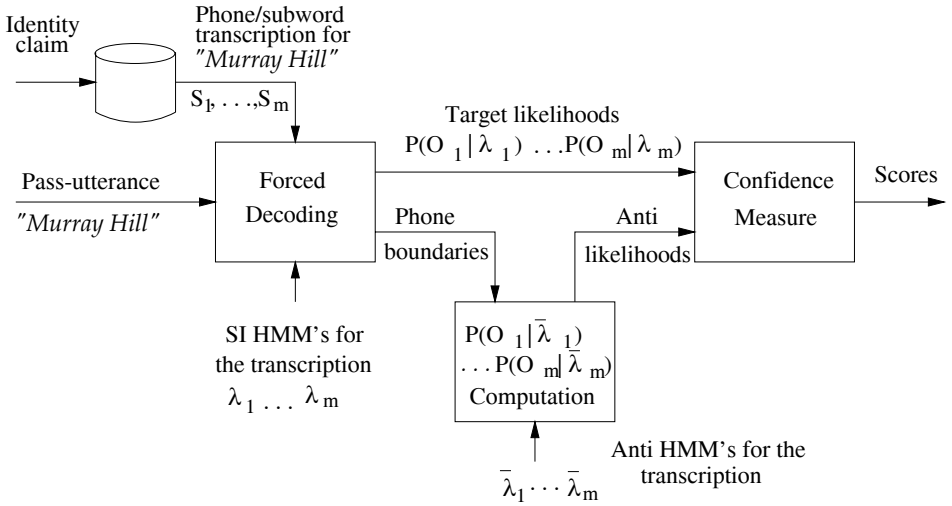 Identity
claim
Phone/subword
transcription for
"Murray Hill"
S1, . . .,Sm
Target likelihoods
P(O 1 | λ 1) . . .P(O m | λ m)
Pass-utterance
"Murray Hill"
Forced
Decoding
Confidence
Measure
Scores
Phone
boundaries
Anti
likelihoods
SI HMM's for
the transcription
λ1 . . . λm
P(O 1 | λ̄ 1)
. . . P(O m | λ̄ m)
Computation
Anti HMM's for the
transcription
λ̄1 · · · λ̄m